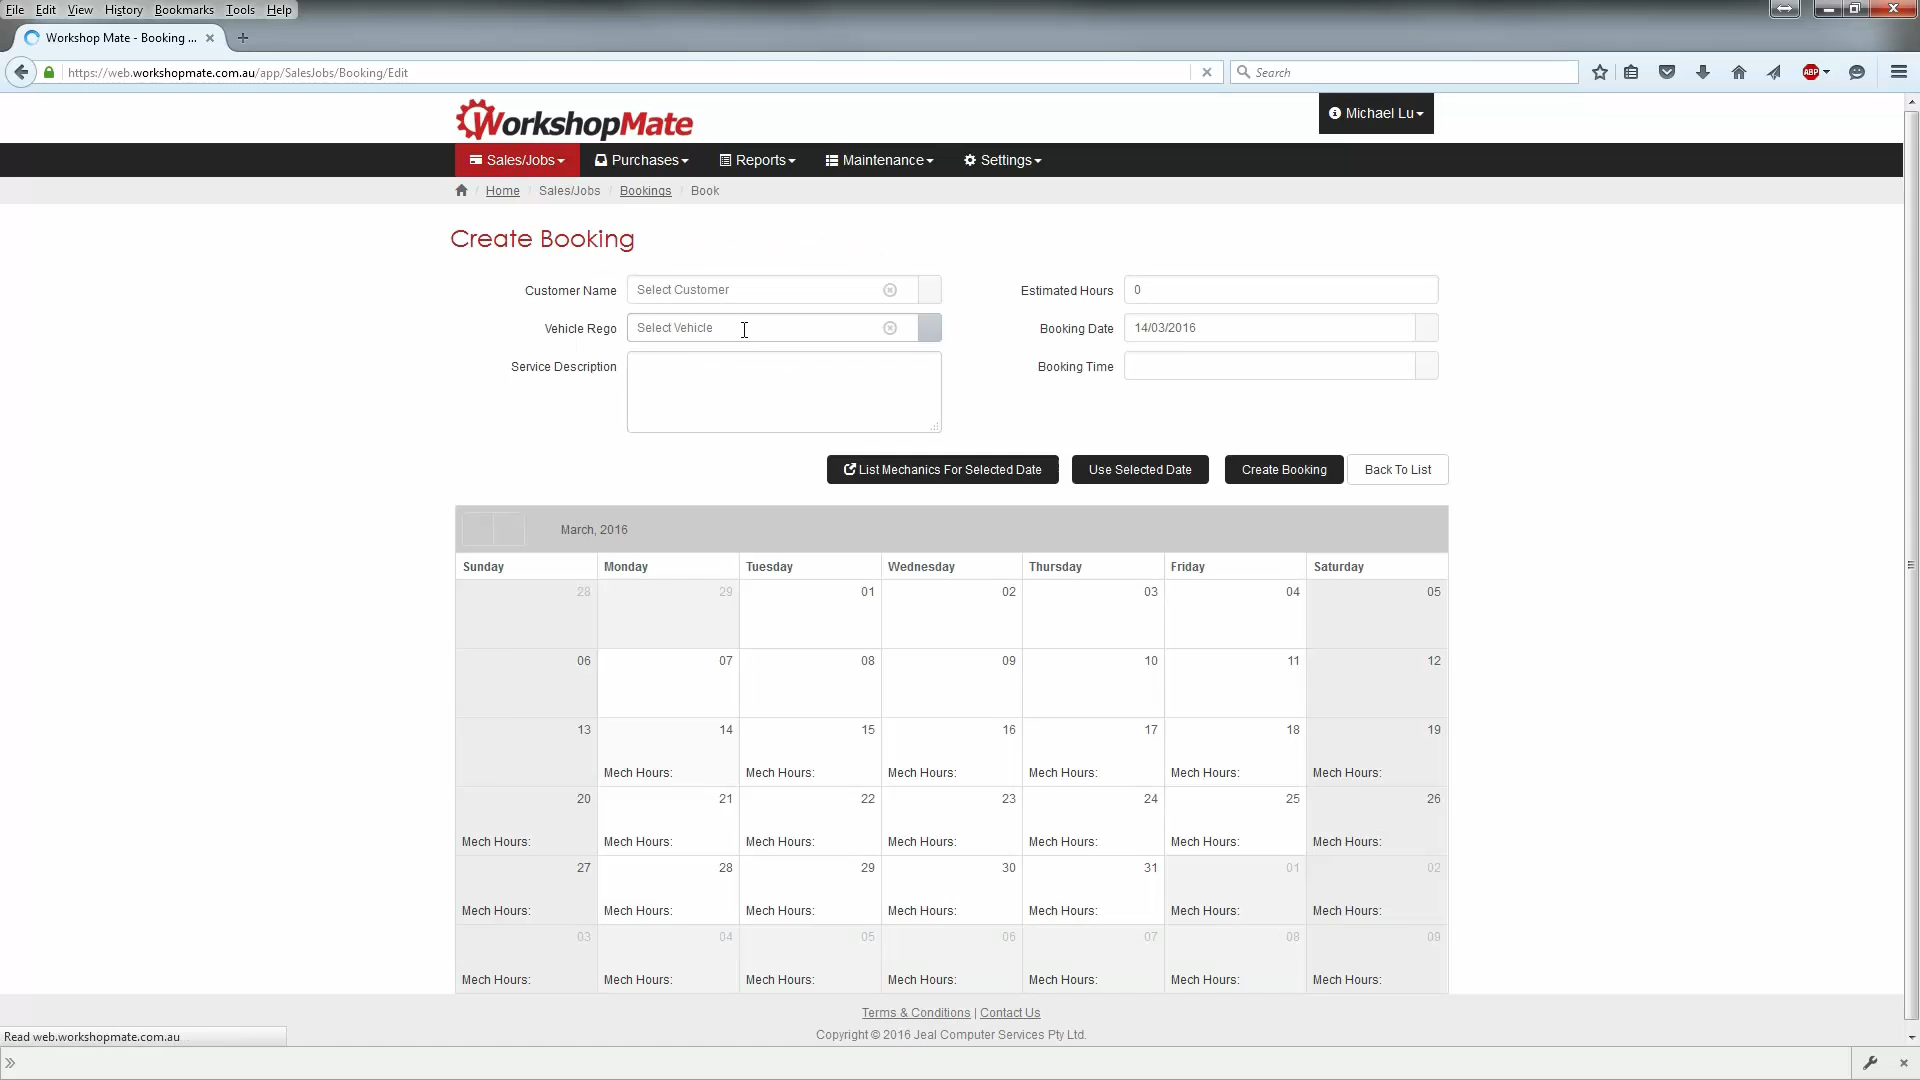 File Edit View History Bookmarks Tools Help
Workshop Mate - Booking ...
https://web.workshopmate.com.au/app/SalesJobs/Booking/Edit
Search
ABP
WorkshopMate
Michael Lu
Sales/Jobs Purchases Reports Maintenance Settings
Home / Sales/Jobs / Bookings / Book
Create Booking
Customer Name Select Customer Estimated Hours 0
Vehicle Rego Select Vehicle Booking Date 14/03/2016
Service Description Booking Time
List Mechanics For Selected Date Use Selected Date Create Booking Back To List
March, 2016
Sunday Monday Tuesday Wednesday Thursday Friday Saturday
28 29 01 02 03 04 05
06 07 08 09 10 11 12
13 14 15 16 17 18 19
Mech Hours: Mech Hours: Mech Hours: Mech Hours: Mech Hours: Mech Hours:
20 21 22 23 24 25 26
Mech Hours: Mech Hours: Mech Hours: Mech Hours: Mech Hours: Mech Hours: Mech Hours:
27 28 29 30 31 01 02
Mech Hours: Mech Hours: Mech Hours: Mech Hours: Mech Hours: Mech Hours: Mech Hours:
03 04 05 06 07 08 09
Mech Hours: Mech Hours: Mech Hours: Mech Hours: Mech Hours: Mech Hours: Mech Hours:
Terms & Conditions | Contact Us
Copyright © 2016 Jeal Computer Services Pty Ltd.
Read web.workshopmate.com.au